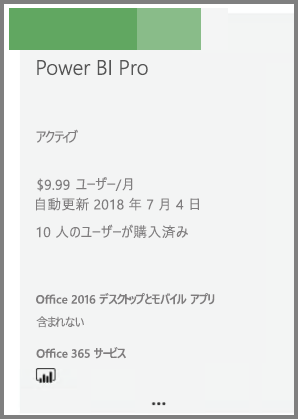 Power BI Pro
アクティブ
$9.99 ユーザー/月
自動更新 2018 年 7 月 4 日
10 人のユーザーが購入済み
Office 2016 デスクトップとモバイル アプリ
含まれない
Office 365 サービス